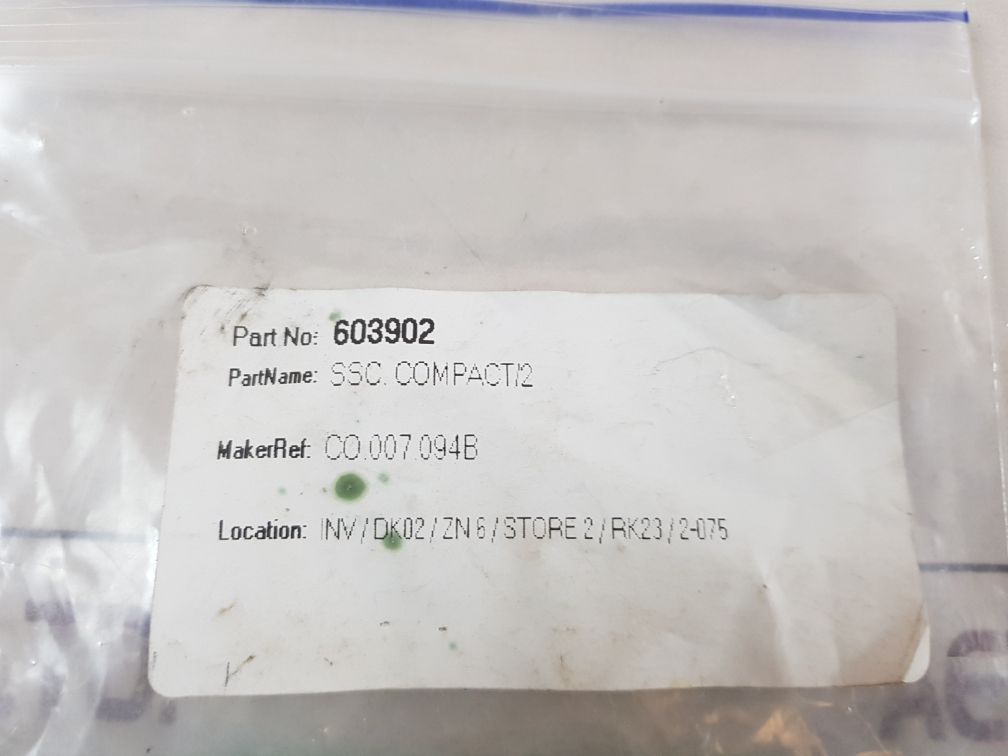 Part No: 603902
PartName: SSC. COMPACT/2
MakerRef: CO.007.094B
Location: INV / DK02 / ZN 6 / STORE 2 / RK23 / 2-075